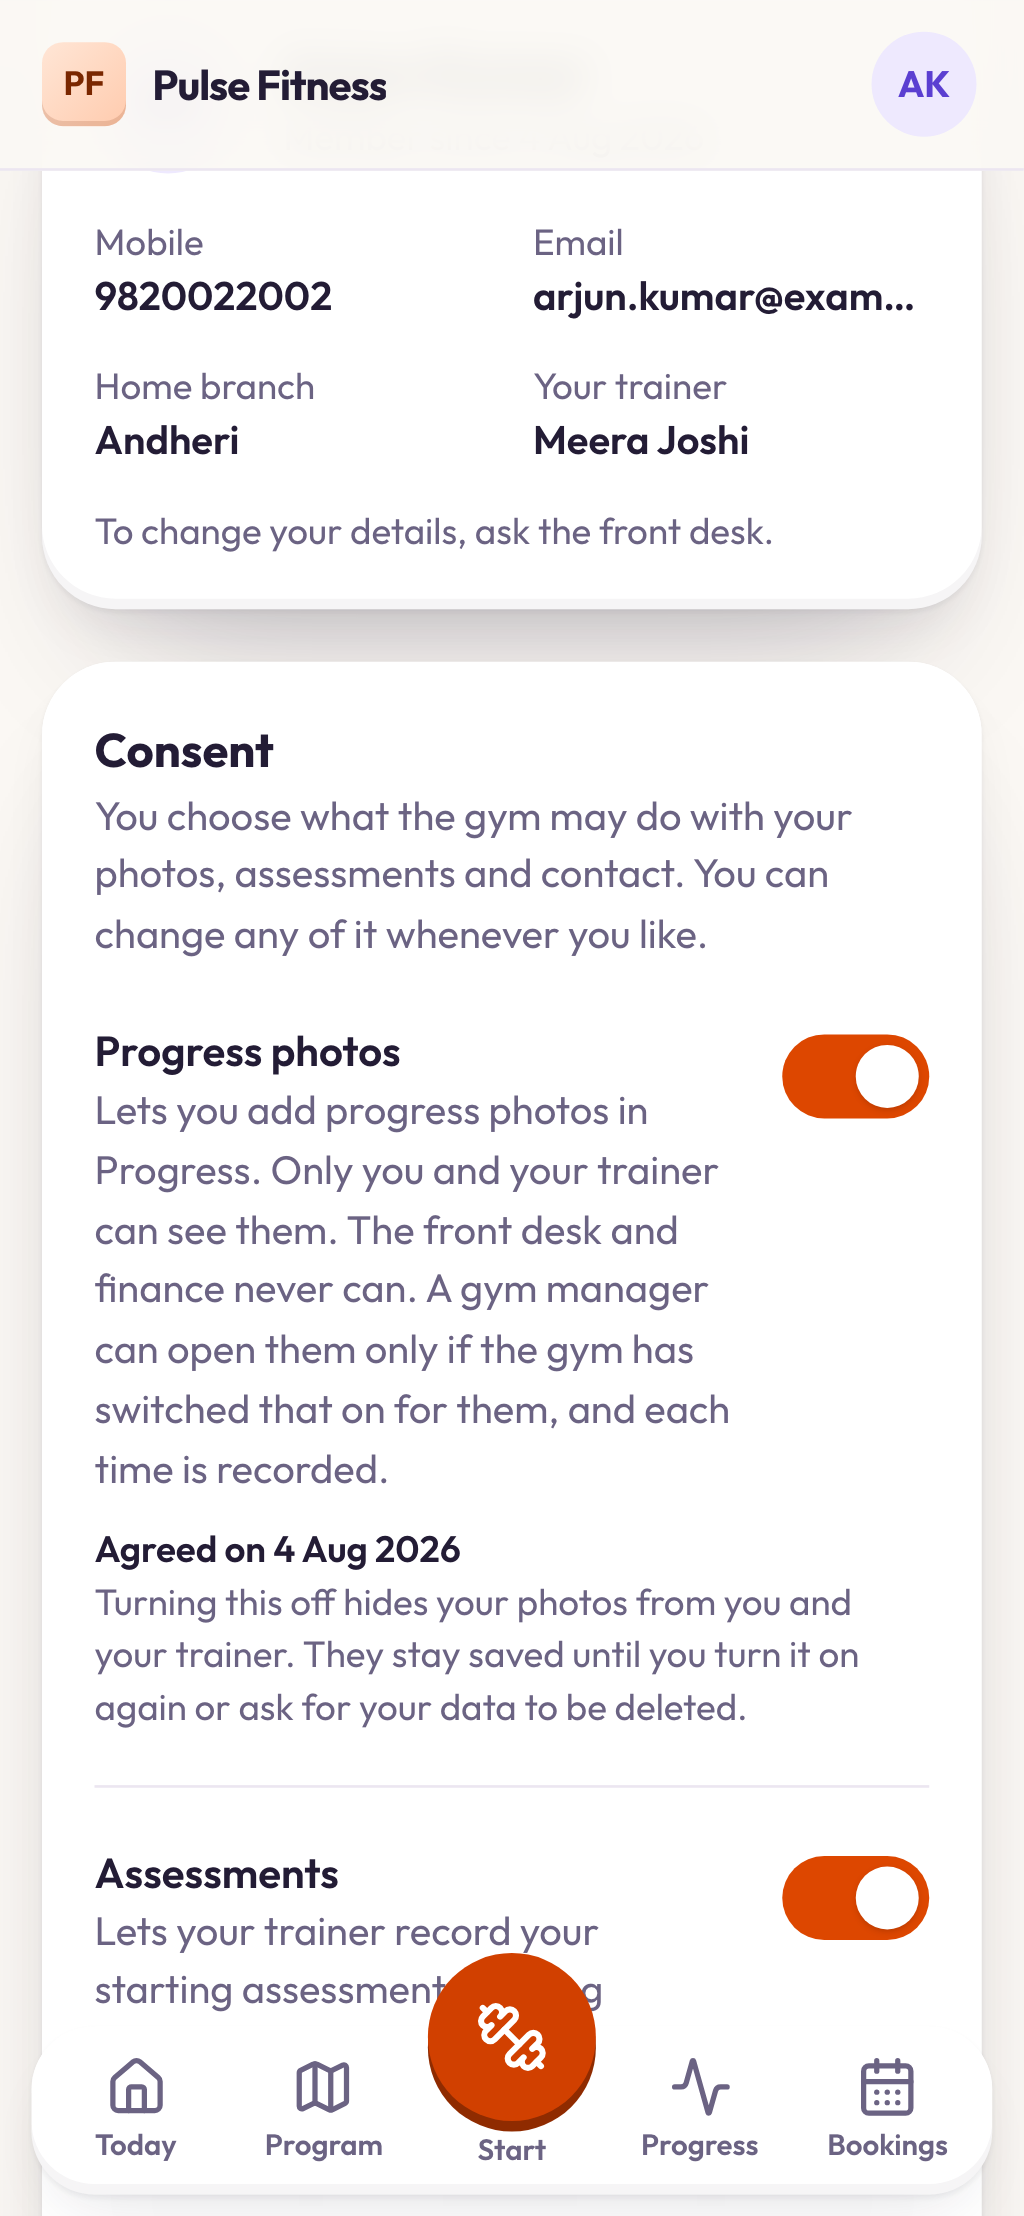 PF
Pulse Fitness
AK
Mobile
Email
9820022002
arjun.kumar@exam...
Home branch
Your trainer
Andheri
Meera Joshi
To change your details, ask the front desk.
Consent
You choose what the gym may do with your
photos, assessments and contact. You can
change any of it whenever you like.
Progress photos
Lets you add progress photos in
Progress. Only you and your trainer
can see them. The front desk and
finance never can. A gym manager
can open them only if the gym has
switched that on for them, and each
time is recorded.
Agreed on 4 Aug 2026
Turning this off hides your photos from you and
your trainer. They stay saved until you turn it on
again or ask for your data to be deleted.
Assessments
Lets your trainer record your
starting assessment
Today
Program
Start
Progress
Bookings